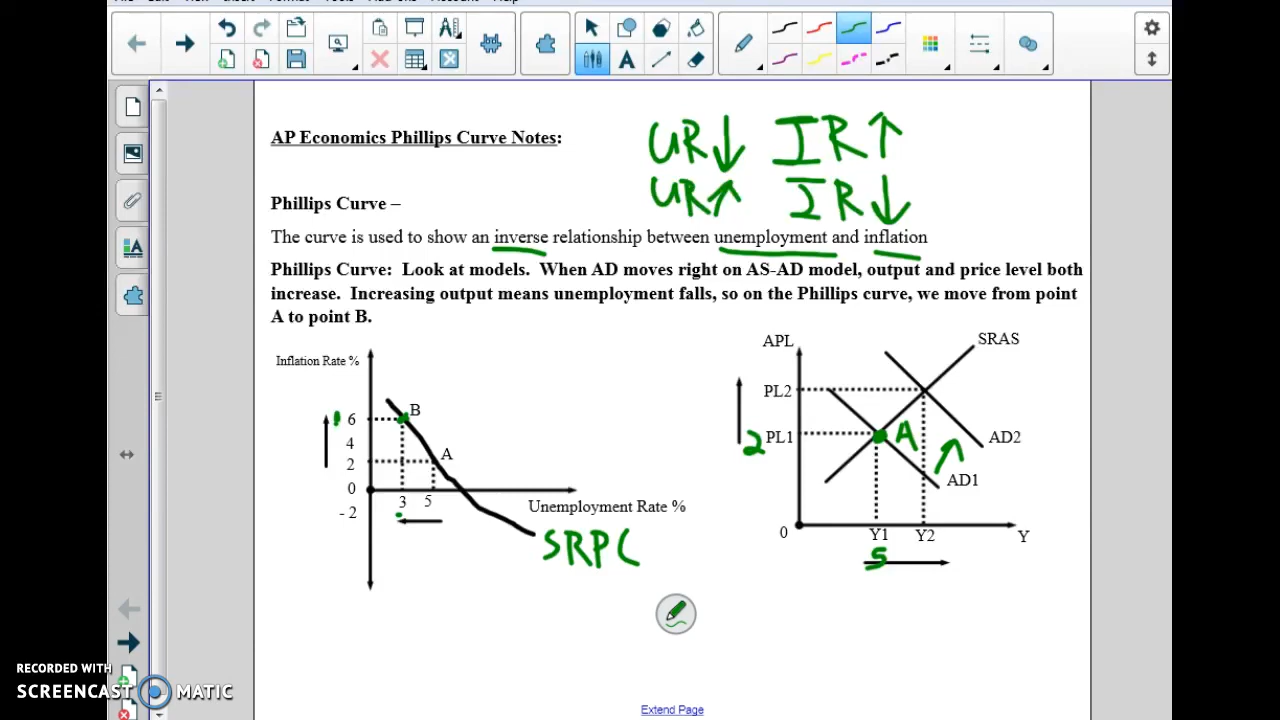 AP Economics Phillips Curve Notes:
UR↓ IR↑
UR↑ IR↓
Phillips Curve –
The curve is used to show an inverse relationship between unemployment and inflation
Phillips Curve: Look at models. When AD moves right on AS-AD model, output and price level both
increase. Increasing output means unemployment falls, so on the Phillips curve, we move from point
A to point B.
Inflation Rate %
B
6
4
A
2
0
3 5
- 2
Unemployment Rate %
SRPC
APL
SRAS
PL2
PL1
2
A
AD2
AD1
0
Y1 Y2
Y
5
Extend Page
RECORDED WITH
SCREENCAST MATIC